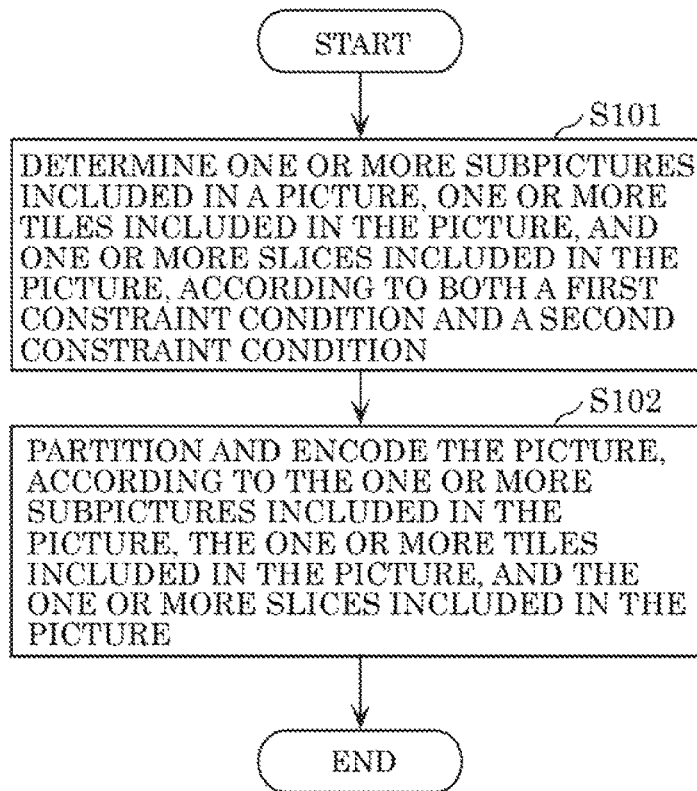 START
S101
DETERMINE ONE OR MORE SUBPICTURES
INCLUDED IN A PICTURE, ONE OR MORE
TILES INCLUDED IN THE PICTURE, AND
ONE OR MORE SLICES INCLUDED IN THE
PICTURE, ACCORDING TO BOTH A FIRST
CONSTRAINT CONDITION AND A SECOND
CONSTRAINT CONDITION
S102
PARTITION AND ENCODE THE PICTURE,
ACCORDING TO THE ONE OR MORE
SUBPICTURES INCLUDED IN THE
PICTURE, THE ONE OR MORE TILES
INCLUDED IN THE PICTURE, AND THE
ONE OR MORE SLICES INCLUDED IN THE
PICTURE
END